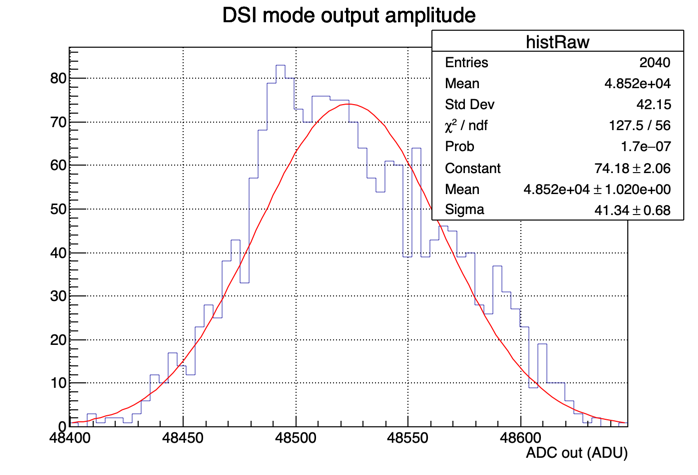 DSI mode output amplitude
histRaw
Entries 2040
Mean 4.852e+04
Std Dev 42.15
χ² / ndf 127.5 / 56
Prob 1.7e−07
Constant 74.18 ± 2.06
Mean 4.852e+04 ± 1.020e+00
Sigma 41.34 ± 0.68
80
70
60
50
40
30
20
10
0
48400 48450 48500 48550 48600
ADC out (ADU)